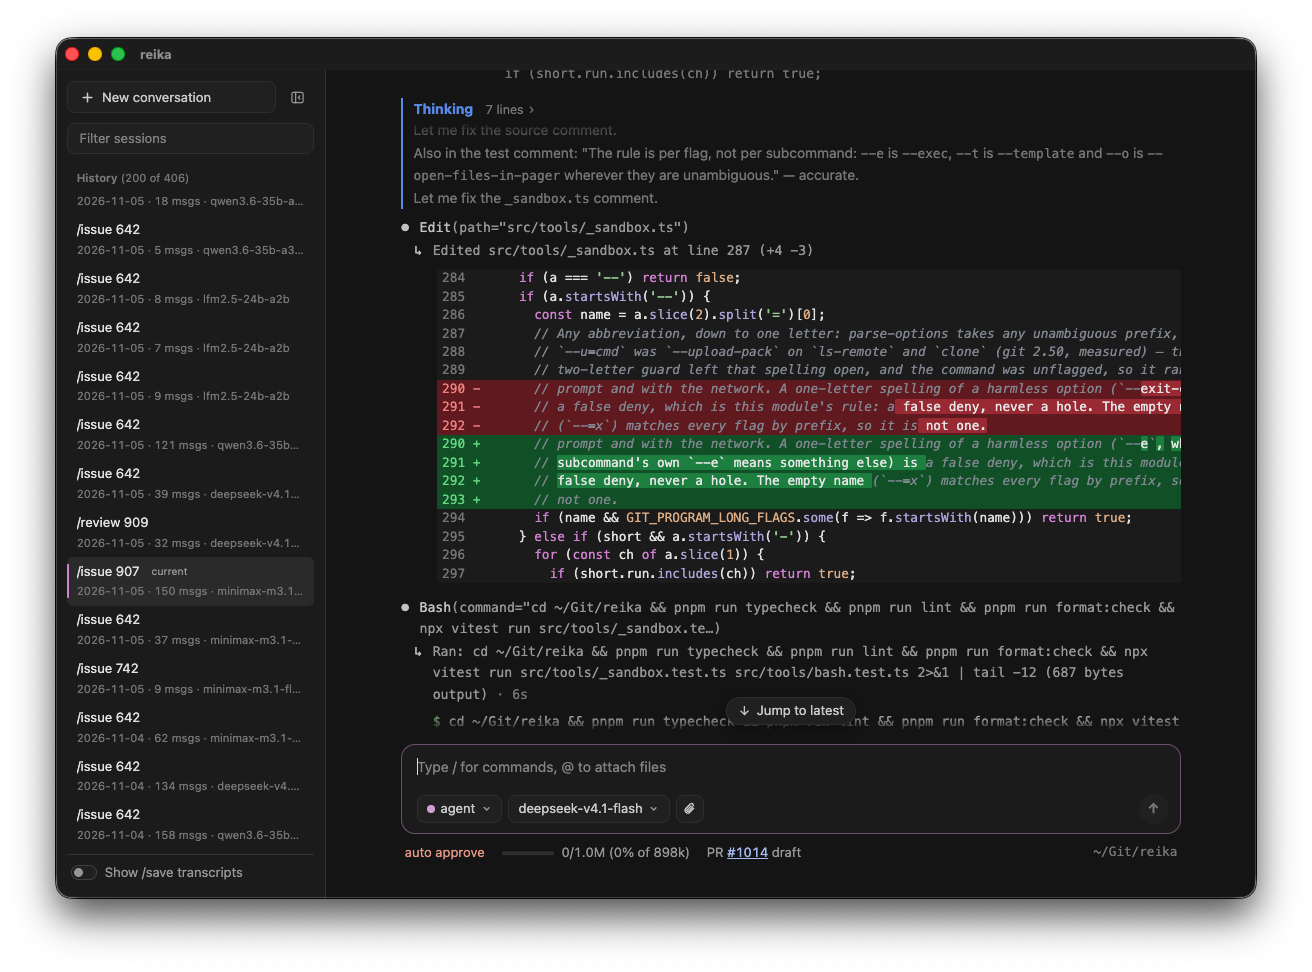 reika
+ New conversation
Filter sessions
History (200 of 406)
2026-11-05 · 18 msgs · qwen3.6-35b-a...
/issue 642
2026-11-05 · 5 msgs · qwen3.6-35b-a3...
/issue 642
2026-11-05 · 8 msgs · lfm2.5-24b-a2b
/issue 642
2026-11-05 · 7 msgs · lfm2.5-24b-a2b
/issue 642
2026-11-05 · 9 msgs · lfm2.5-24b-a2b
/issue 642
2026-11-05 · 121 msgs · qwen3.6-35b...
/issue 642
2026-11-05 · 39 msgs · deepseek-v4.1...
/review 909
2026-11-05 · 32 msgs · deepseek-v4.1...
/issue 907 current
2026-11-05 · 150 msgs · minimax-m3.1...
/issue 642
2026-11-05 · 37 msgs · minimax-m3.1-...
/issue 742
2026-11-05 · 9 msgs · minimax-m3.1-fl...
/issue 642
2026-11-04 · 62 msgs · minimax-m3.1-...
/issue 642
2026-11-04 · 134 msgs · deepseek-v4....
/issue 642
2026-11-04 · 158 msgs · qwen3.6-35b...
Show /save transcripts
if (short.run.includes(ch)) return true;
Thinking 7 lines ›
Let me fix the source comment.
Also in the test comment: "The rule is per flag, not per subcommand: --e is --exec, --t is --template and --o is --
open-files-in-pager wherever they are unambiguous." — accurate.
Let me fix the _sandbox.ts comment.
● Edit(path="src/tools/_sandbox.ts")
↳ Edited src/tools/_sandbox.ts at line 287 (+4 -3)
284 if (a === '--') return false;
285 if (a.startsWith('--')) {
286 const name = a.slice(2).split('=')[0];
287 // Any abbreviation, down to one letter: parse-options takes any unambiguous prefix,
288 // `--u=cmd` was `--upload-pack` on `ls-remote` and `clone` (git 2.50, measured) — t
289 // two-letter guard left that spelling open, and the command was unflagged, so it ra
290 - // prompt and with the network. A one-letter spelling of a harmless option (`--exit-
291 - // a false deny, which is this module's rule: a false deny, never a hole. The empty
292 - // (`--=x`) matches every flag by prefix, so it is not one.
290 + // prompt and with the network. A one-letter spelling of a harmless option (`--e`, w
291 + // subcommand's own `--e` means something else) is a false deny, which is this modul
292 + // false deny, never a hole. The empty name (`--=x`) matches every flag by prefix, s
293 + // not one.
294 if (name && GIT_PROGRAM_LONG_FLAGS.some(f => f.startsWith(name))) return true;
295 } else if (short && a.startsWith('-')) {
296 for (const ch of a.slice(1)) {
297 if (short.run.includes(ch)) return true;
● Bash(command="cd ~/Git/reika && pnpm run typecheck && pnpm run lint && pnpm run format:check &&
npx vitest run src/tools/_sandbox.te…)
↳ Ran: cd ~/Git/reika && pnpm run typecheck && pnpm run lint && pnpm run format:check && npx
vitest run src/tools/_sandbox.test.ts src/tools/bash.test.ts 2>&1 | tail -12 (687 bytes
output) · 6s
$ cd ~/Git/reika && pnpm run typecheck && pnpm run lint && pnpm run format:check && npx vitest
↓ Jump to latest
Type / for commands, @ to attach files
agent
deepseek-v4.1-flash
auto approve 0/1.0M (0% of 898k) PR #1014 draft ~/Git/reika